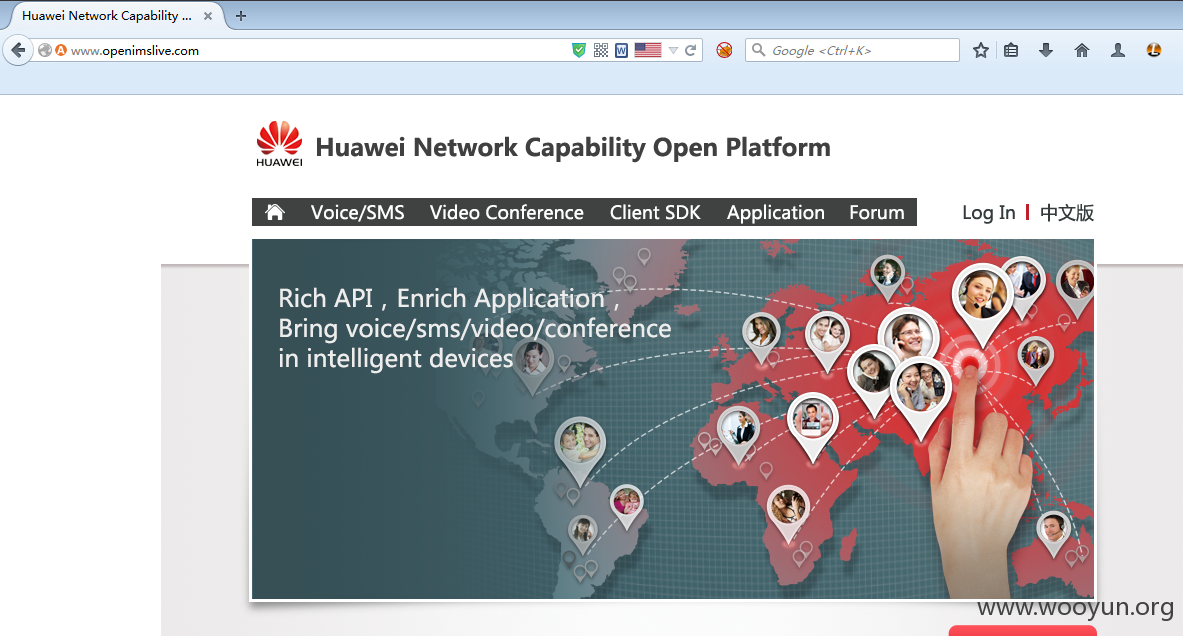 Huawei Network Capability ...
www.openimslive.com
Google <Ctrl+K>
HUAWEI
Huawei Network Capability Open Platform
Voice/SMS Video Conference Client SDK Application Forum Log In 中文版
Rich API，Enrich Application，
Bring voice/sms/video/conference
in intelligent devices
www.wooyun.org